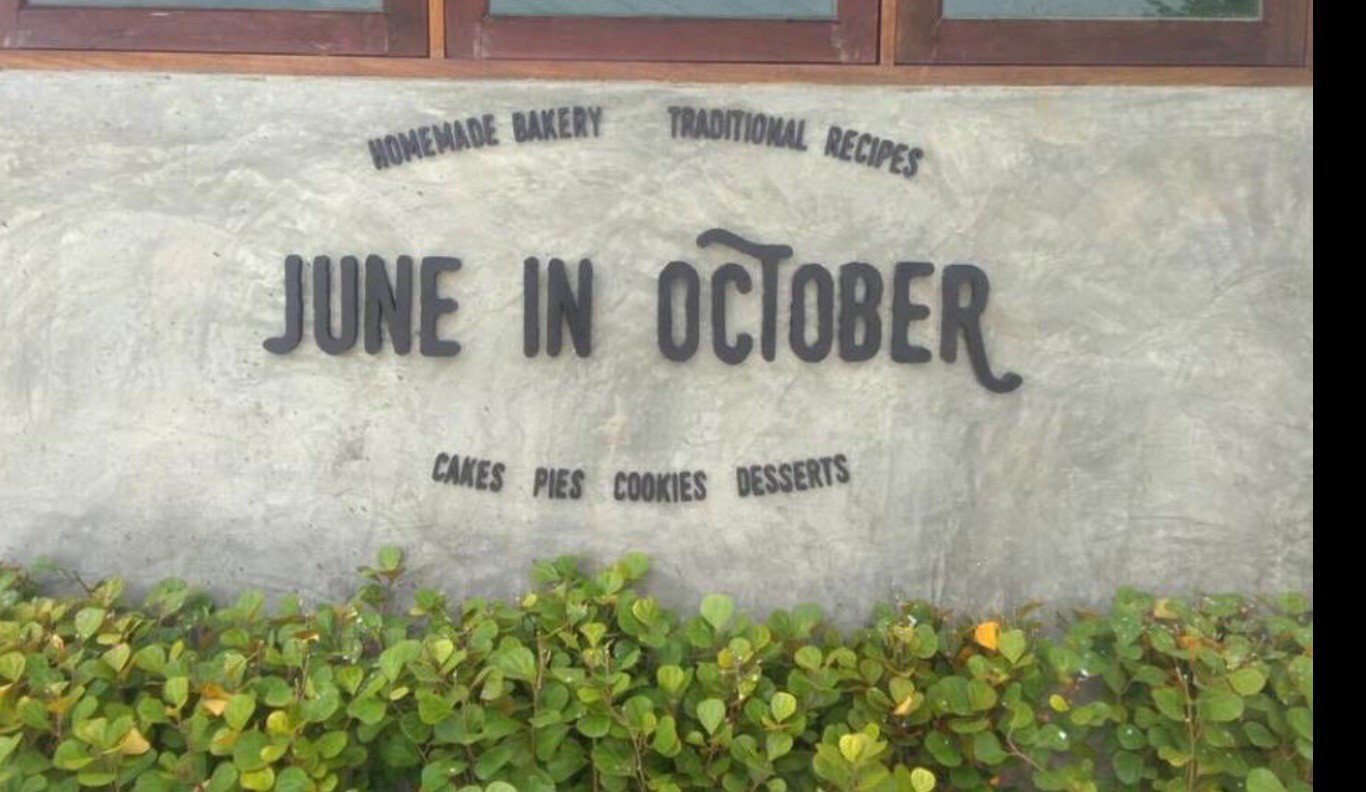 HOMEMADE BAKERY TRADITIONAL RECIPES
JUNE IN OCTOBER
CAKES PIES COOKIES DESSERTS